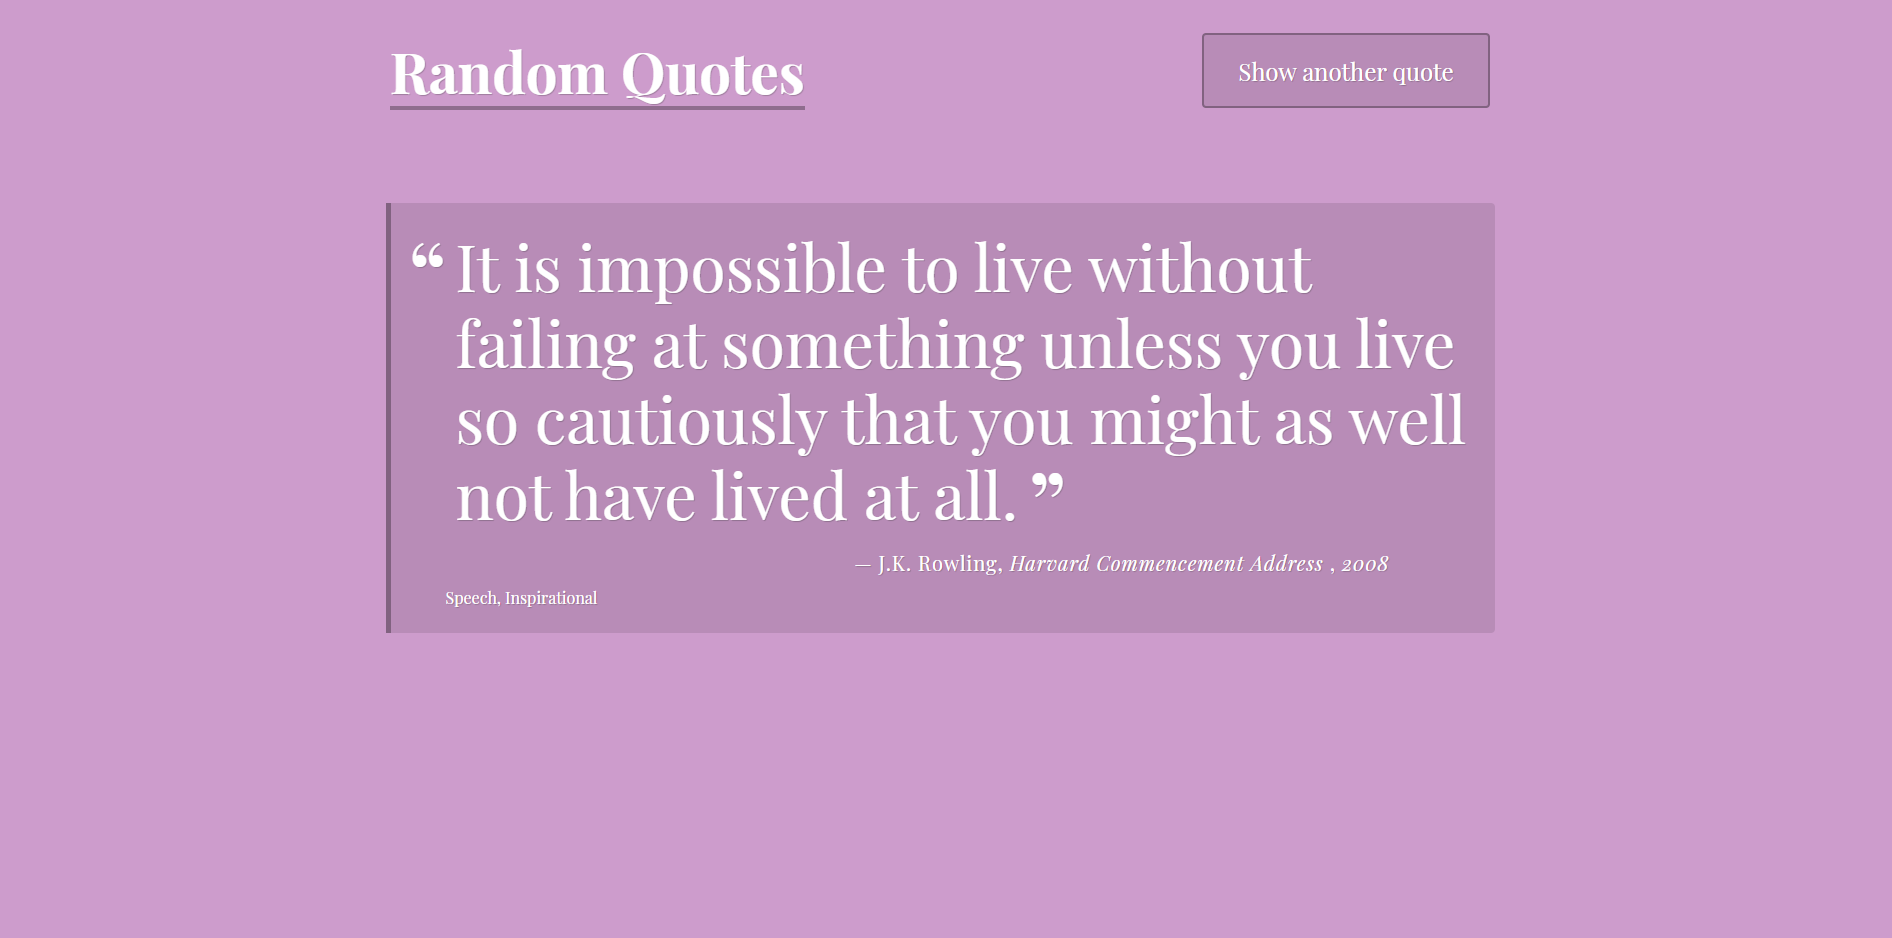 Random Quotes
Show another quote
“ It is impossible to live without
failing at something unless you live
so cautiously that you might as well
not have lived at all. ”
— J.K. Rowling, Harvard Commencement Address , 2008
Speech, Inspirational